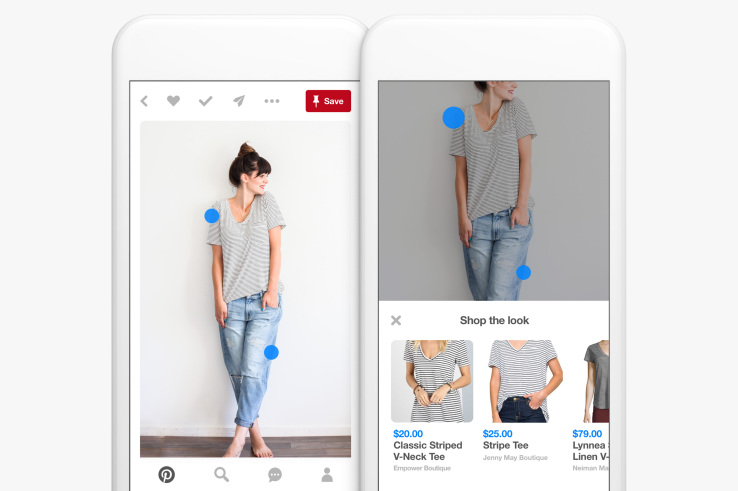 Save
Shop the look
$20.00
Classic Striped
V-Neck Tee
Empower Boutique
$25.00
Stripe Tee
Jenny May Boutique
$79.00
Lynnea
Linen V-
Neiman